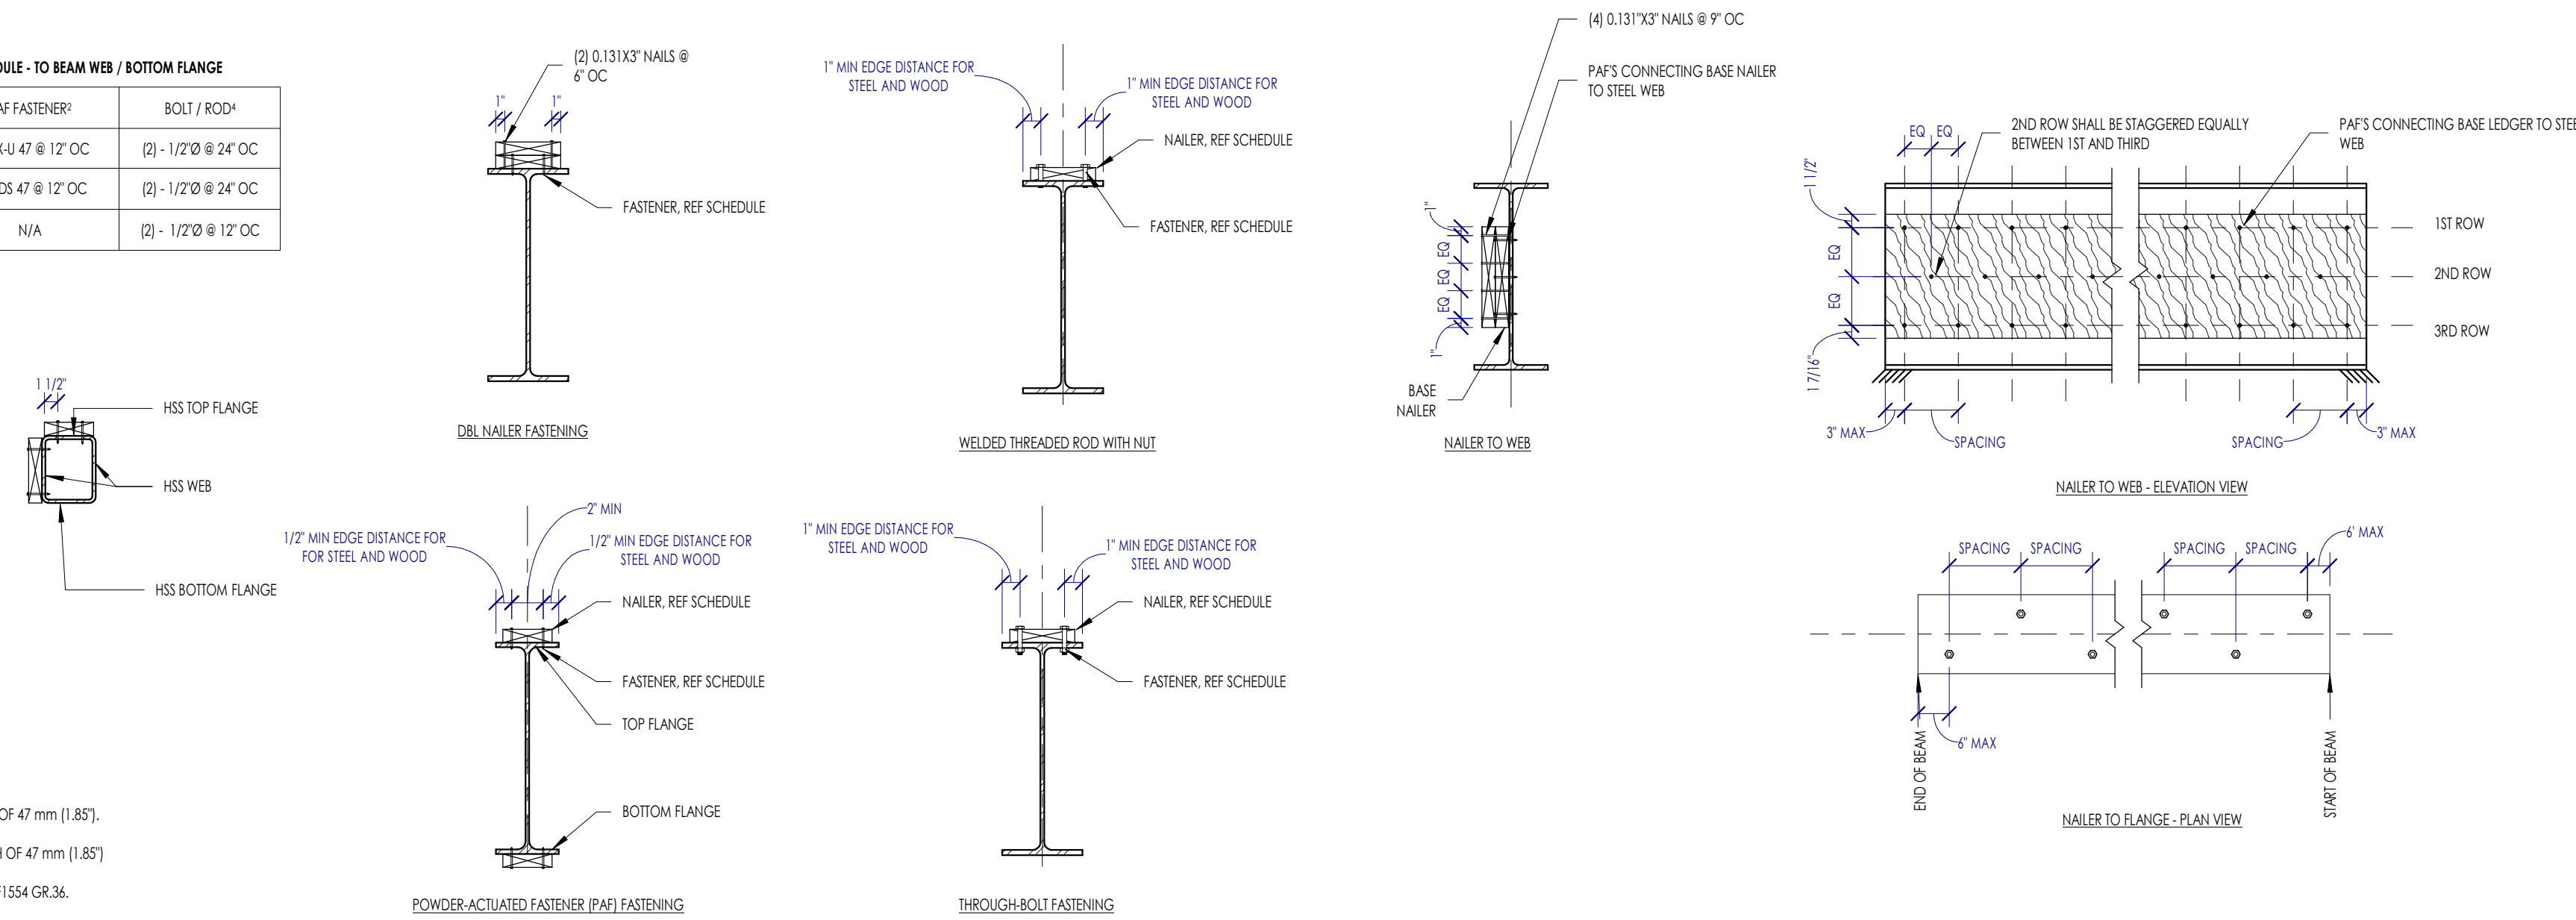 DULE - TO BEAM WEB / BOTTOM FLANGE
AF FASTENER²
BOLT / ROD⁴
X-U 47 @ 12" OC
(2) - 1/2"Ø @ 24" OC
DS 47 @ 12" OC
(2) - 1/2"Ø @ 24" OC
N/A
(2) - 1/2"Ø @ 12" OC
1 1/2"
HSS TOP FLANGE
HSS WEB
HSS BOTTOM FLANGE
OF 47 mm (1.85").
H OF 47 mm (1.85")
F1554 GR.36.
(2) 0.131X3" NAILS @
6" OC
1"
1"
FASTENER, REF SCHEDULE
DBL NAILER FASTENING
1" MIN EDGE DISTANCE FOR
STEEL AND WOOD
1" MIN EDGE DISTANCE FOR
STEEL AND WOOD
NAILER, REF SCHEDULE
FASTENER, REF SCHEDULE
WELDED THREADED ROD WITH NUT
(4) 0.131"X3" NAILS @ 9" OC
PAF'S CONNECTING BASE NAILER
TO STEEL WEB
1"
EQ
EQ
EQ
1"
BASE
NAILER
NAILER TO WEB
EQ
EQ
2ND ROW SHALL BE STAGGERED EQUALLY
BETWEEN 1ST AND THIRD
PAF'S CONNECTING BASE LEDGER TO STEE
WEB
1 1/2"
EQ
EQ
1 7/16"
1ST ROW
2ND ROW
3RD ROW
3" MAX
SPACING
SPACING
3" MAX
NAILER TO WEB - ELEVATION VIEW
2" MIN
1/2" MIN EDGE DISTANCE FOR
FOR STEEL AND WOOD
1/2" MIN EDGE DISTANCE FOR
STEEL AND WOOD
NAILER, REF SCHEDULE
FASTENER, REF SCHEDULE
TOP FLANGE
BOTTOM FLANGE
POWDER-ACTUATED FASTENER (PAF) FASTENING
1" MIN EDGE DISTANCE FOR
STEEL AND WOOD
1" MIN EDGE DISTANCE FOR
STEEL AND WOOD
NAILER, REF SCHEDULE
FASTENER, REF SCHEDULE
THROUGH-BOLT FASTENING
SPACING
SPACING
SPACING
SPACING
6' MAX
6" MAX
END OF BEAM
START OF BEAM
NAILER TO FLANGE - PLAN VIEW